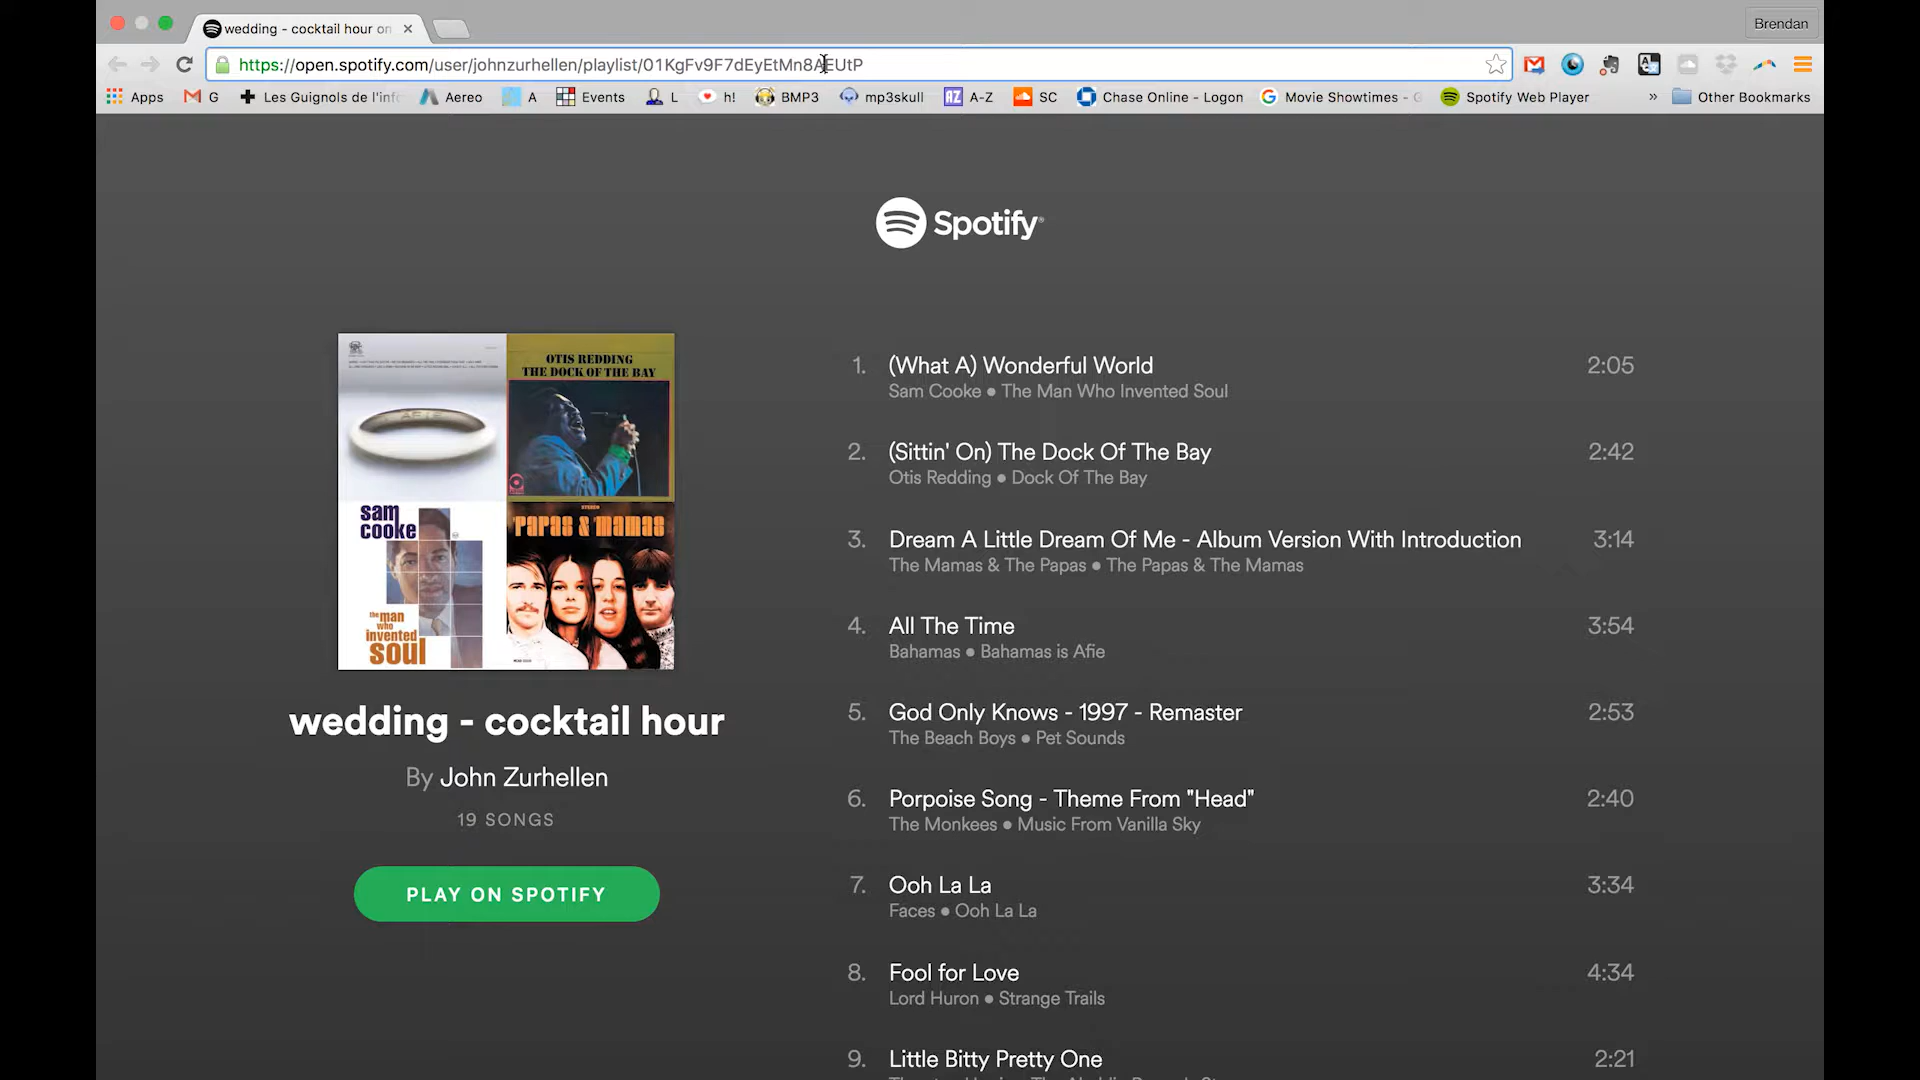 wedding - cocktail hour on
Brendan
https://open.spotify.com/user/johnzurhellen/playlist/01KgFv9F7dEyEtMn8AEUtP
Apps G Les Guignols de l'info Aereo A Events L h! BMP3 mp3skull A-Z SC Chase Online - Logon Movie Showtimes - G Spotify Web Player » Other Bookmarks
Spotify
OTIS REDDING
THE DOCK OF THE BAY
sam
cooke
the man
who
invented
soul
STEREO
PAPAS & MAMAS
wedding - cocktail hour
By John Zurhellen
19 SONGS
PLAY ON SPOTIFY
1. (What A) Wonderful World 2:05
Sam Cooke ● The Man Who Invented Soul
2. (Sittin' On) The Dock Of The Bay 2:42
Otis Redding ● Dock Of The Bay
3. Dream A Little Dream Of Me - Album Version With Introduction 3:14
The Mamas & The Papas ● The Papas & The Mamas
4. All The Time 3:54
Bahamas ● Bahamas is Afie
5. God Only Knows - 1997 - Remaster 2:53
The Beach Boys ● Pet Sounds
6. Porpoise Song - Theme From "Head" 2:40
The Monkees ● Music From Vanilla Sky
7. Ooh La La 3:34
Faces ● Ooh La La
8. Fool for Love 4:34
Lord Huron ● Strange Trails
9. Little Bitty Pretty One 2:21